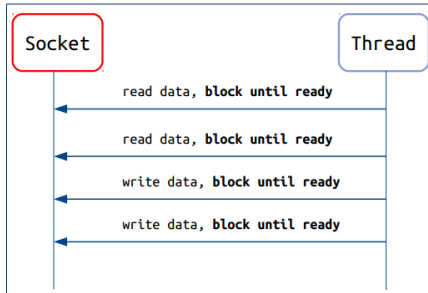 Socket
Thread
read data, block until ready
read data, block until ready
write data, block until ready
write data, block until ready